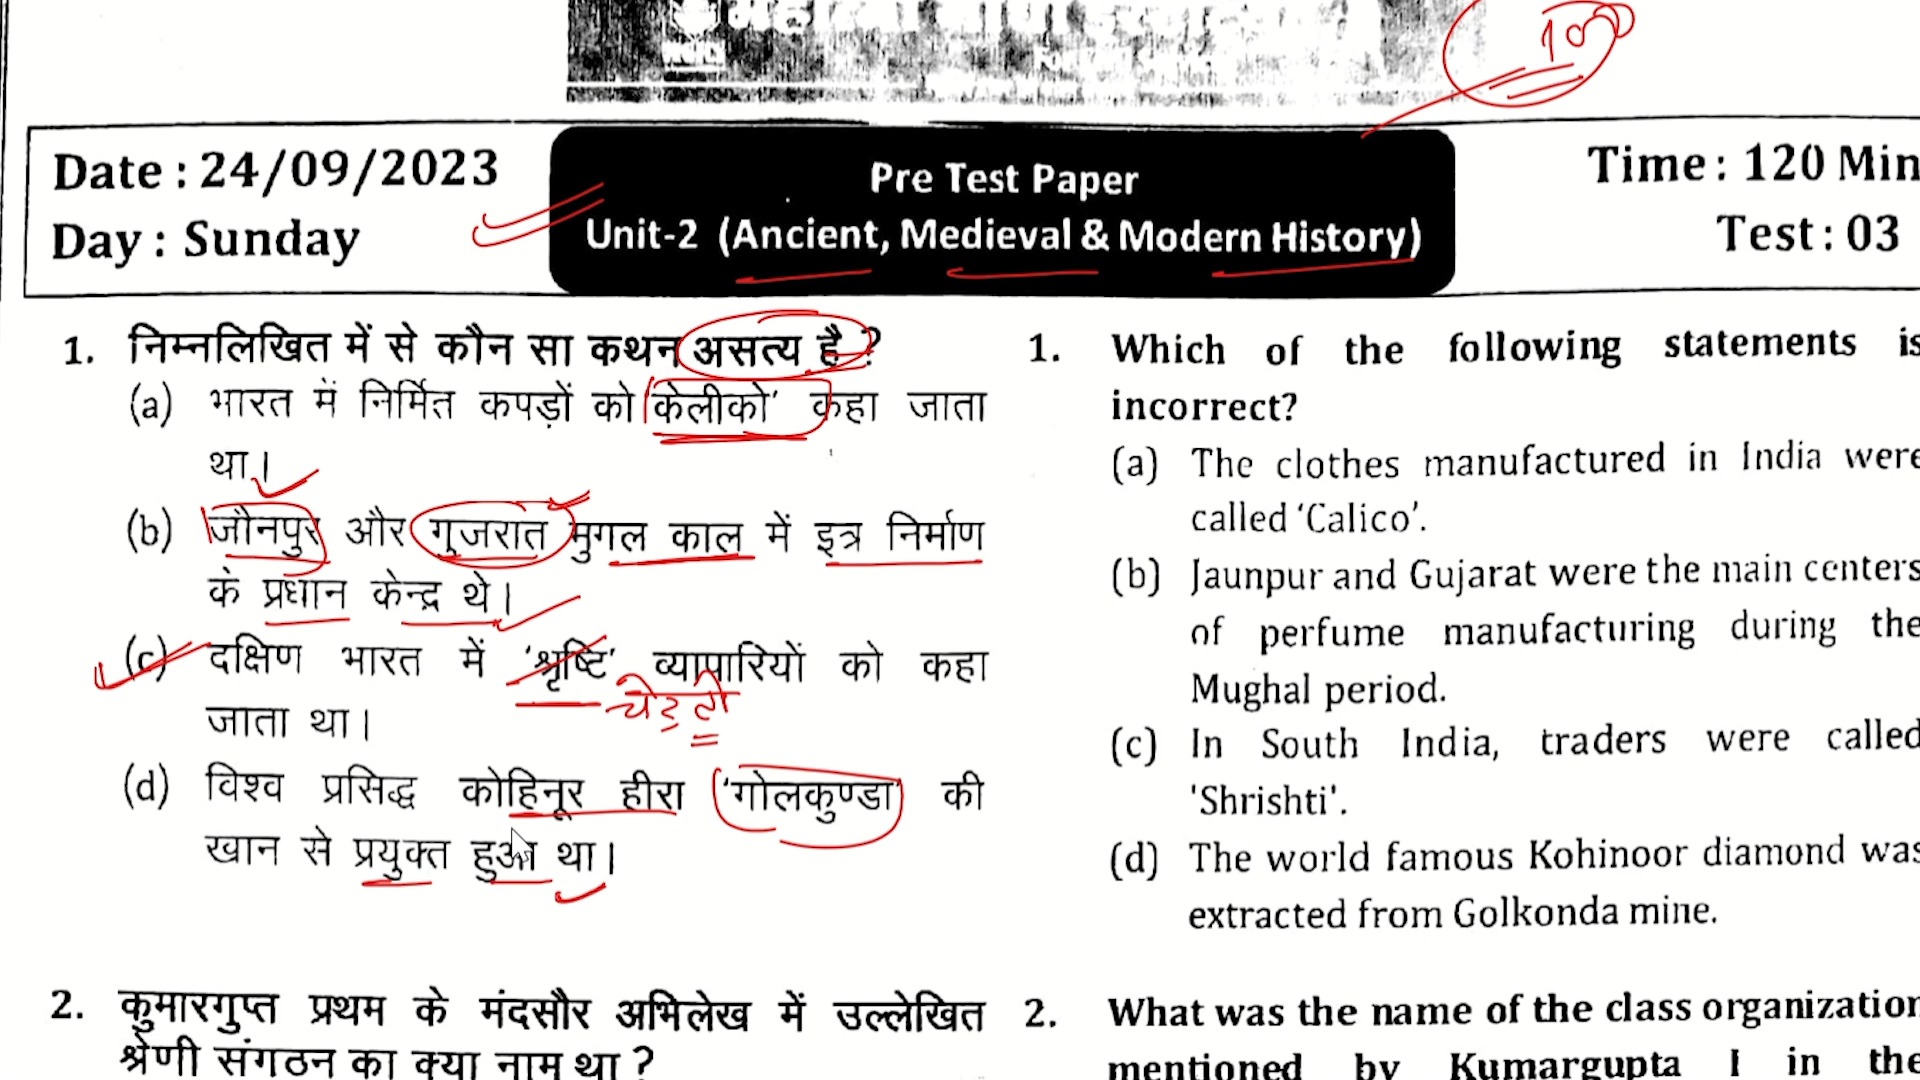 100
Date : 24/09/2023
Day : Sunday
Pre Test Paper
Unit-2 (Ancient, Medieval & Modern History)
Time : 120 Min
Test : 03
1. निम्नलिखित में से कौन सा कथन असत्य है ?
(a) भारत में निर्मित कपड़ों को 'केलीको' कहा जाता
था।
(b) जौनपुर और गुजरात मुगल काल में इत्र निर्माण
के प्रधान केन्द्र थे।
(c) दक्षिण भारत में 'श्रृष्टि' व्यापारियों को कहा
चेट्टी
जाता था।
(d) विश्व प्रसिद्ध कोहिनूर हीरा 'गोलकुण्डा' की
खान से प्रयुक्त हुआ था।
2. कुमारगुप्त प्रथम के मंदसौर अभिलेख में उल्लेखित
श्रेणी संगठन का क्या नाम था ?
1. Which of the following statements is
incorrect?
(a) The clothes manufactured in India were
called 'Calico'.
(b) Jaunpur and Gujarat were the main centers
of perfume manufacturing during the
Mughal period.
(c) In South India, traders were called
'Shrishti'.
(d) The world famous Kohinoor diamond was
extracted from Golkonda mine.
2. What was the name of the class organization
mentioned by Kumargupta I in the